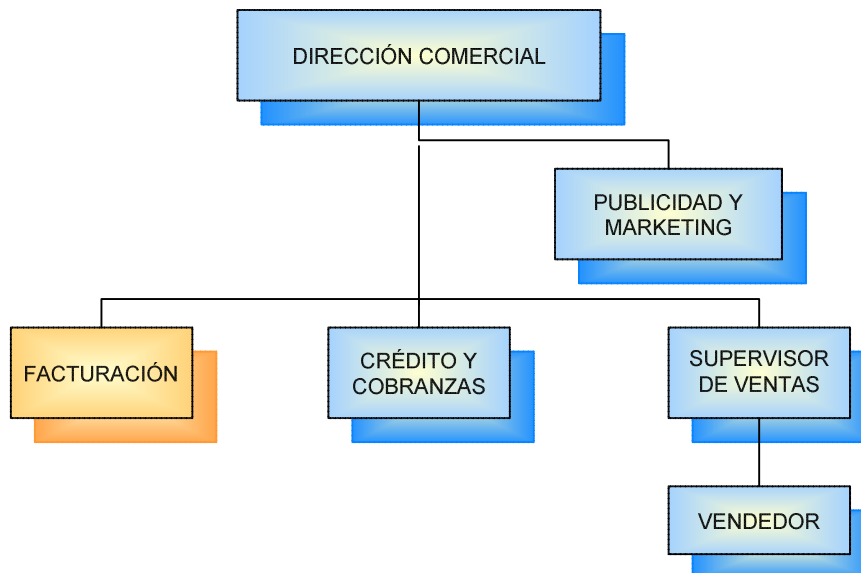 DIRECCIÓN COMERCIAL
PUBLICIDAD Y
MARKETING
FACTURACIÓN
CRÉDITO Y
COBRANZAS
SUPERVISOR
DE VENTAS
VENDEDOR